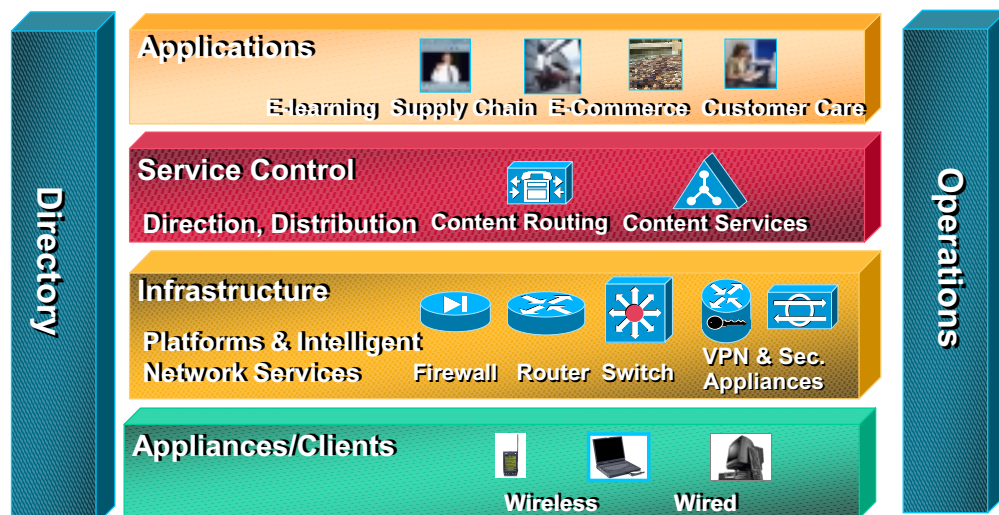 Directory
Applications
E-learning Supply Chain E-Commerce Customer Care
Service Control
Direction, Distribution Content Routing Content Services
Infrastructure
Platforms & Intelligent
Network Services
Firewall Router Switch
VPN & Sec.
Appliances
Appliances/Clients
Wireless Wired
Operations